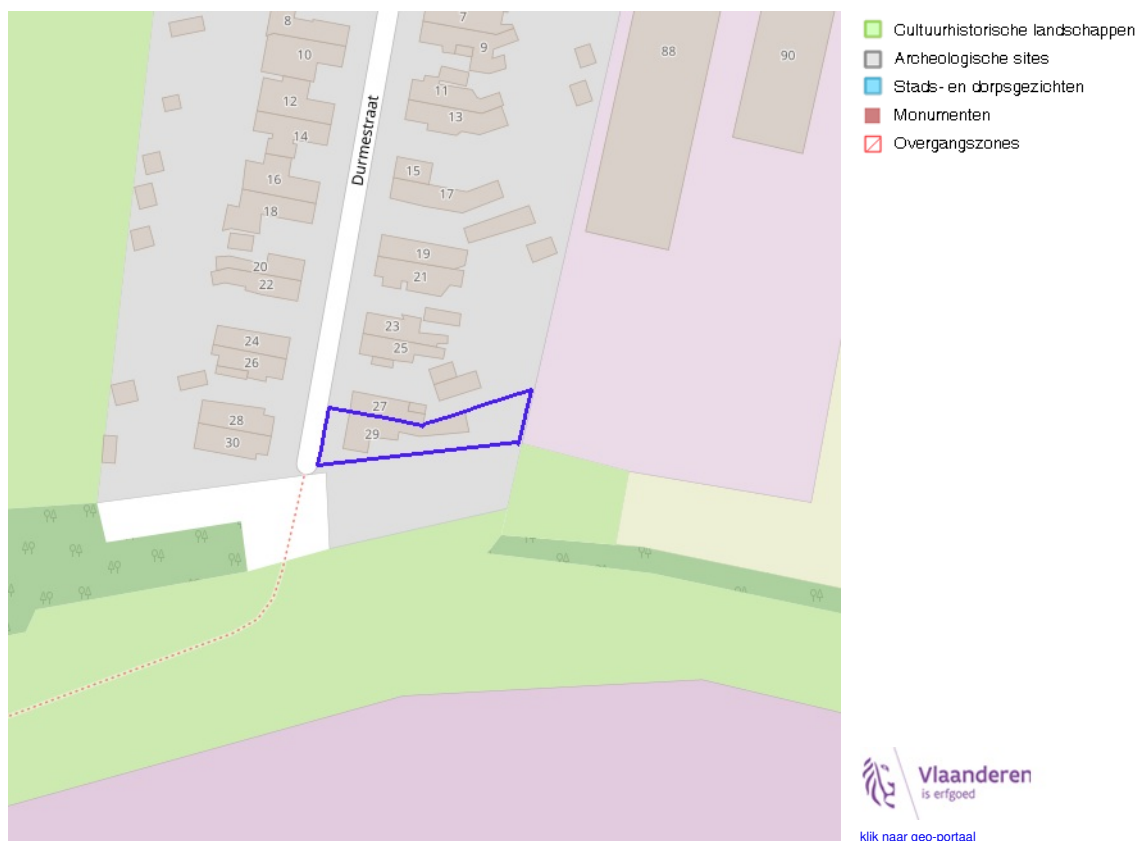 8
10
12
14
16
18
20
22
24
26
28
30
Durmestraat
7
9
11
13
15
17
19
21
23
25
27
29
88
90
Cultuurhistorische landschappen
Archeologische sites
Stads- en dorpsgezichten
Monumenten
Overgangszones
Vlaanderen
is erfgoed
klik naar geo-portaal